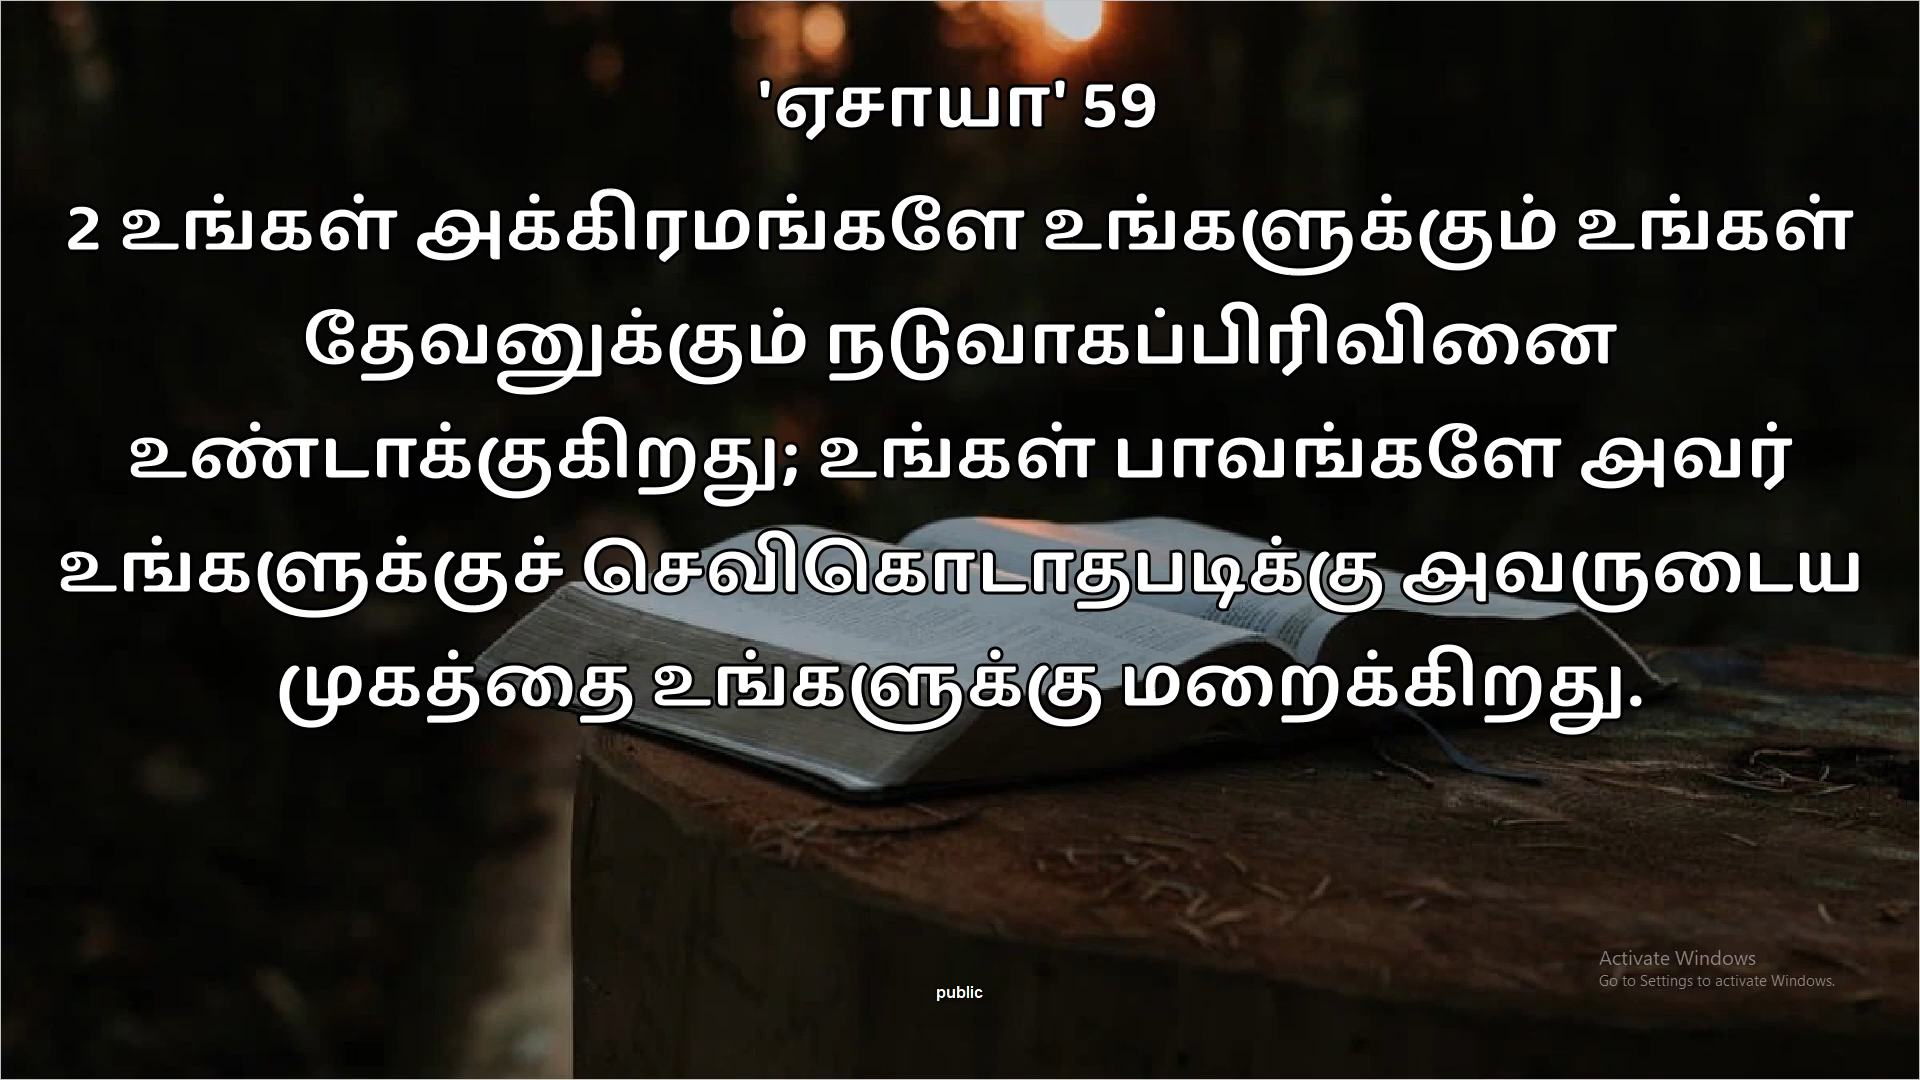 'ஏசாயா' 59
2 உங்கள் அக்கிரமங்களே உங்களுக்கும் உங்கள்
தேவனுக்கும் நடுவாகப்பிரிவினை
உண்டாக்குகிறது; உங்கள் பாவங்களே அவர்
உங்களுக்குச் செவிகொடாதபடிக்கு அவருடைய
முகத்தை உங்களுக்கு மறைக்கிறது.
Activate Windows
Go to Settings to activate Windows.
public